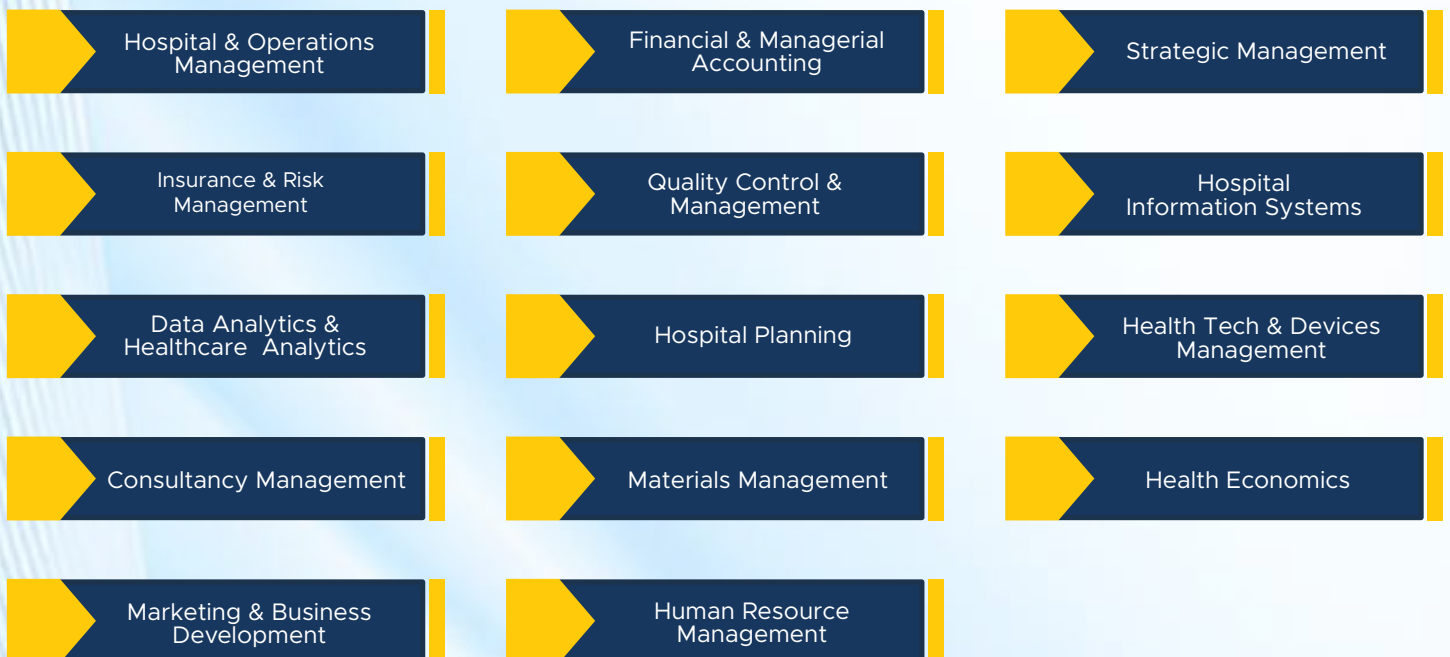 Hospital & Operations
Management
Financial & Managerial
Accounting
Strategic Management
Insurance & Risk
Management
Quality Control &
Management
Hospital
Information Systems
Data Analytics &
Healthcare Analytics
Hospital Planning
Health Tech & Devices
Management
Consultancy Management
Materials Management
Health Economics
Marketing & Business
Development
Human Resource
Management